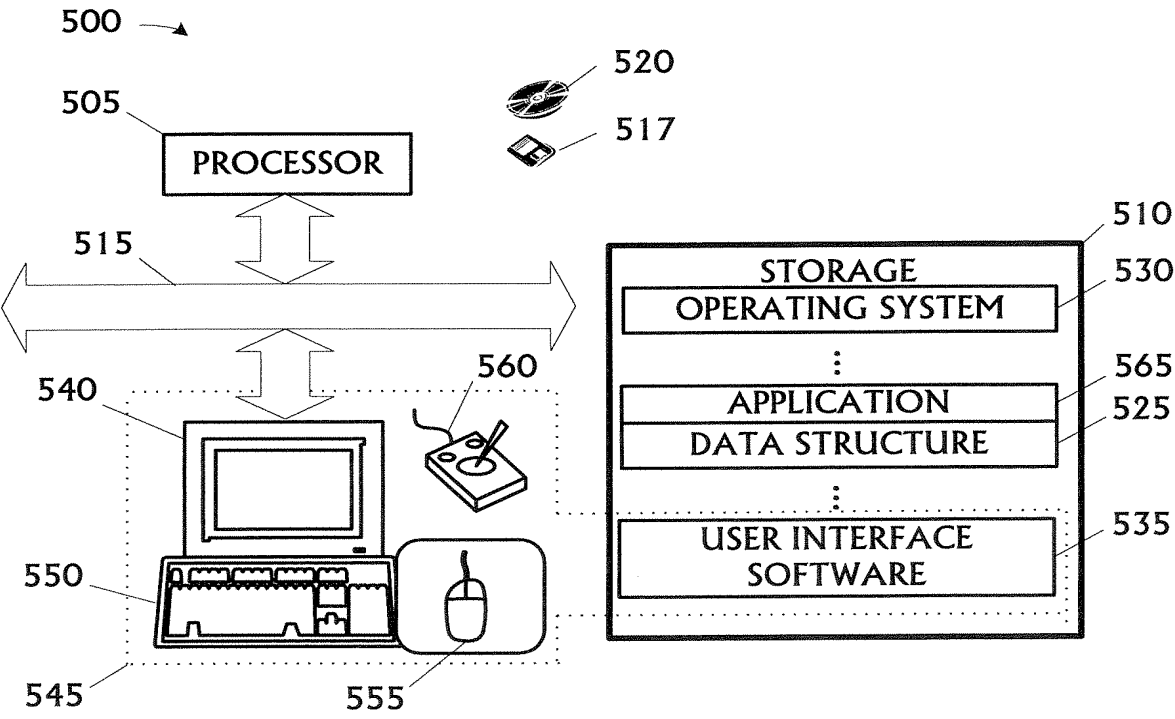 500
520
505
517
PROCESSOR
510
515
STORAGE
530
OPERATING SYSTEM
560
565
540
APPLICATION
525
DATA STRUCTURE
535
USER INTERFACE
SOFTWARE
550
545
555